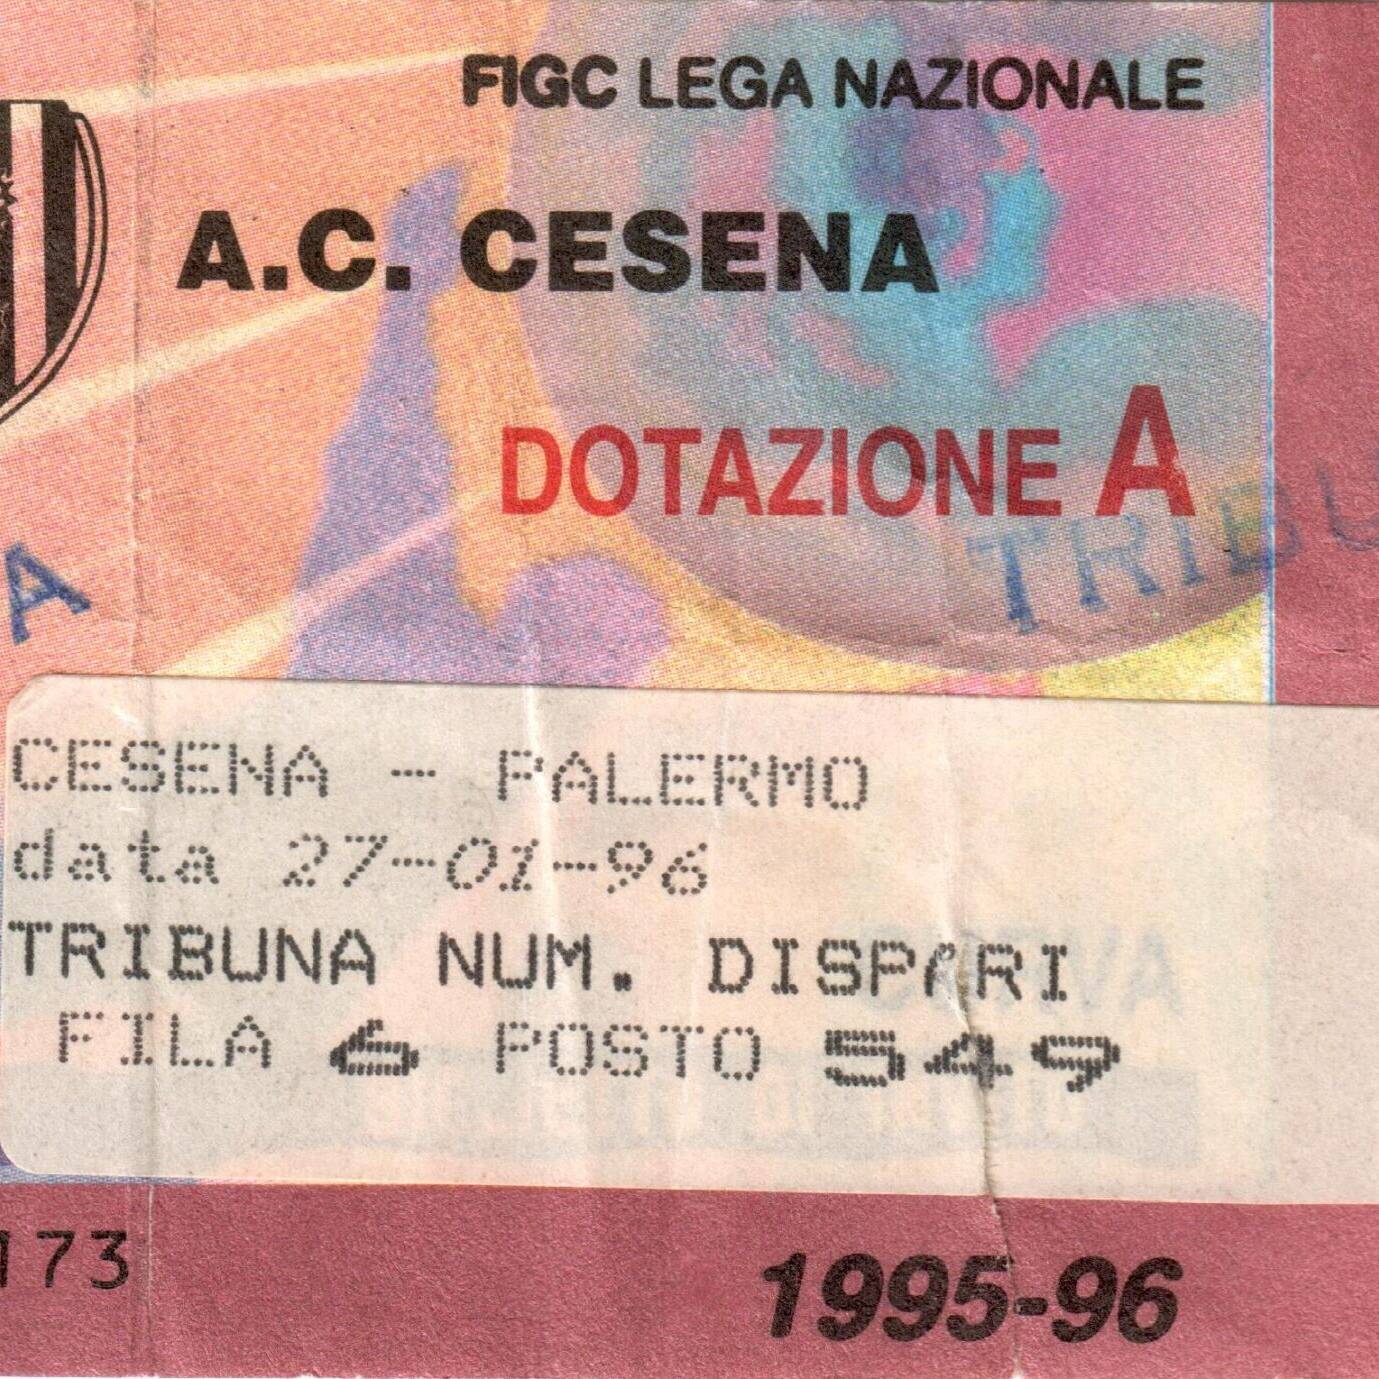 FIGC LEGA NAZIONALE
A.C. CESENA
DOTAZIONE A
TRIBU
A
CESENA - PALERMO
data 27-01-96
TRIBUNA NUM. DISPARI
FILA 6 POSTO 549
173
1995-96